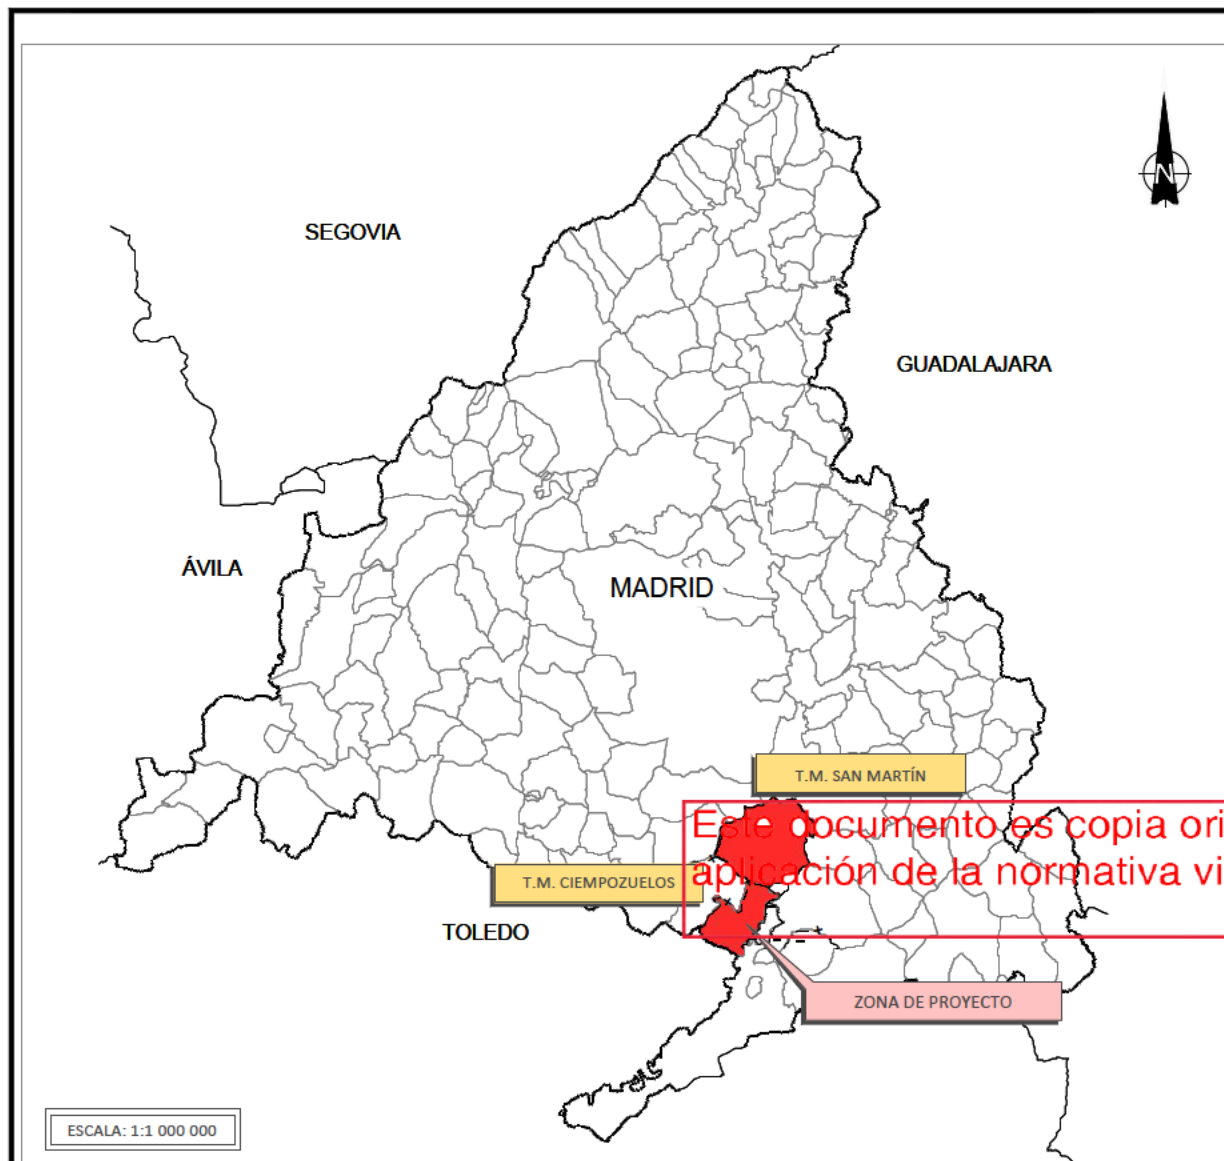 N
SEGOVIA
GUADALAJARA
ÁVILA
MADRID
T.M. SAN MARTÍN
Este documento es copia ori
aplicación de la normativa vi
T.M. CIEMPOZUELOS
TOLEDO
ZONA DE PROYECTO
ESCALA: 1:1 000 000